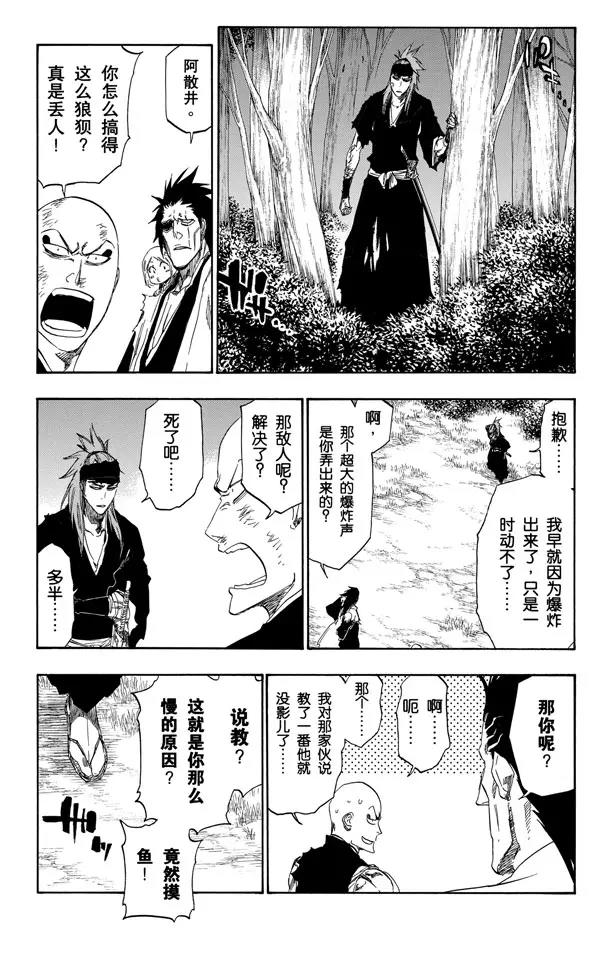 阿散井。
你怎么搞得
这么狼狈？
真是丢人！
抱歉……
我早就因为爆炸
出来了，只是一
时动不了……
啊，
那个超大的爆炸声
是你弄出来的？
那敌人呢？
解决了？
死了吧……
多半……
那你呢？
啊……
呃……
那个…
我对那家伙说
教了一番他就
没影儿了……
说教？
这就是你那么
慢的原因？
竟然摸
鱼！